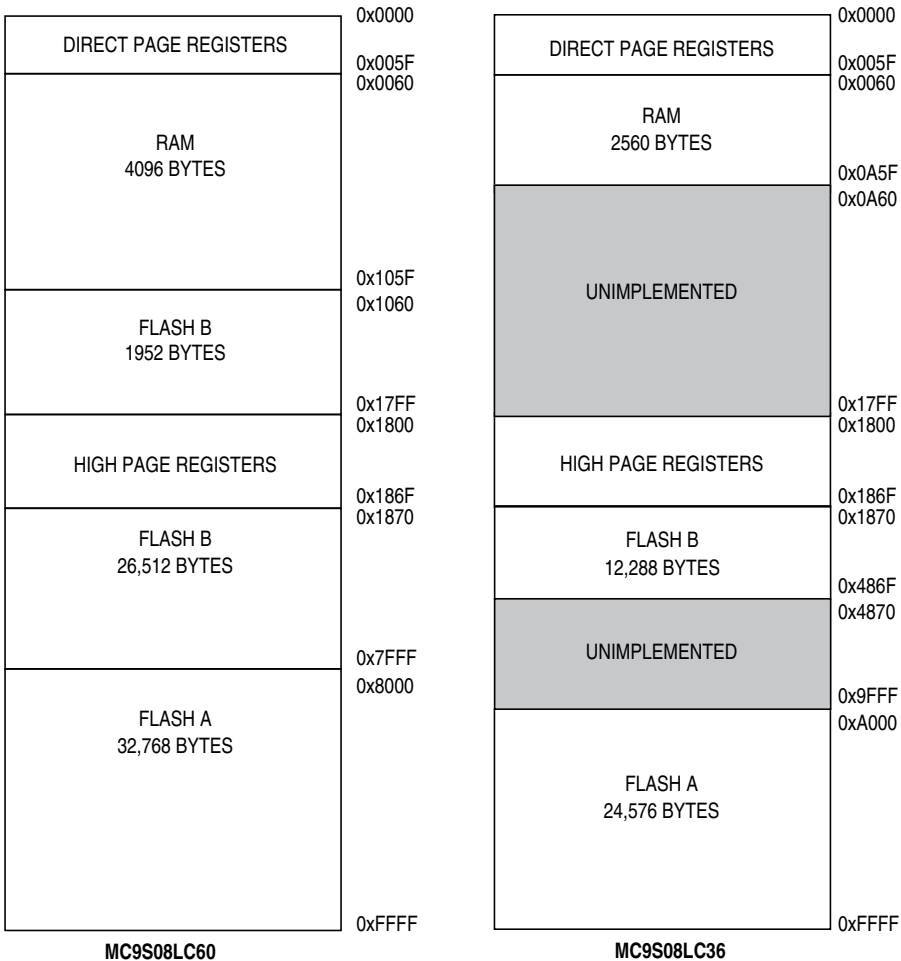 0x0000
DIRECT PAGE REGISTERS
0x005F
0x0060
RAM
4096 BYTES
0x105F
0x1060
FLASH B
1952 BYTES
0x17FF
0x1800
HIGH PAGE REGISTERS
0x186F
0x1870
FLASH B
26,512 BYTES
0x7FFF
0x8000
FLASH A
32,768 BYTES
0xFFFF
MC9S08LC60
0x0000
DIRECT PAGE REGISTERS
0x005F
0x0060
RAM
2560 BYTES
0x0A5F
0x0A60
UNIMPLEMENTED
0x17FF
0x1800
HIGH PAGE REGISTERS
0x186F
0x1870
FLASH B
12,288 BYTES
0x486F
0x4870
UNIMPLEMENTED
0x9FFF
0xA000
FLASH A
24,576 BYTES
0xFFFF
MC9S08LC36